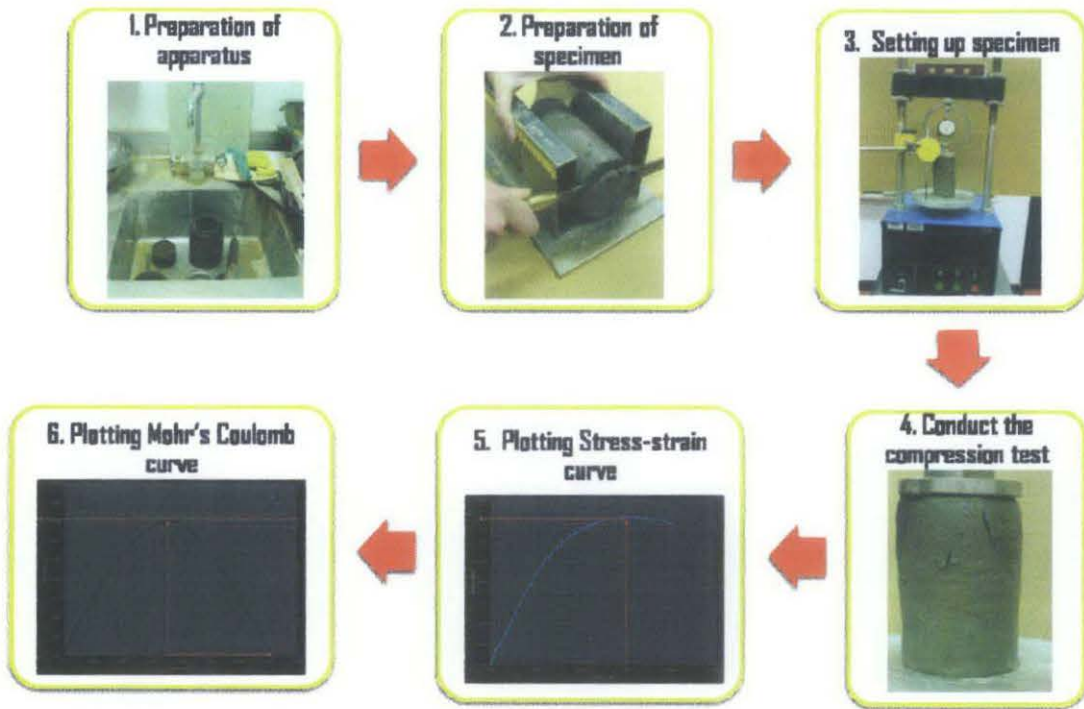 1. Preparation of
apparatus
2. Preparation of
specimen
3. Setting up specimen
4. Conduct the
compression test
5. Plotting Stress-strain
curve
6. Plotting Mohr's Coulomb
curve